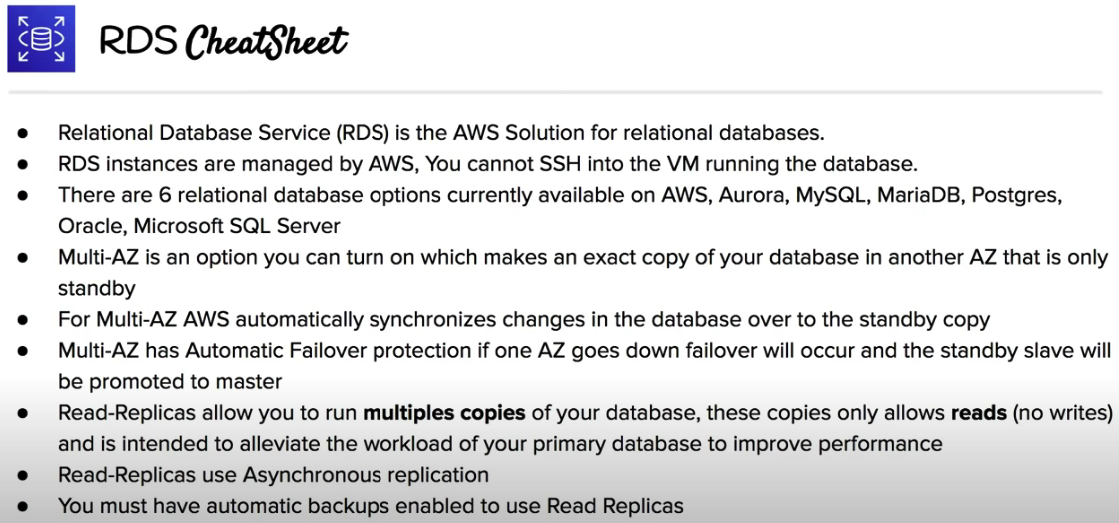 RDS CheatSheet
● Relational Database Service (RDS) is the AWS Solution for relational databases.
● RDS instances are managed by AWS, You cannot SSH into the VM running the database.
● There are 6 relational database options currently available on AWS, Aurora, MySQL, MariaDB, Postgres,
Oracle, Microsoft SQL Server
● Multi-AZ is an option you can turn on which makes an exact copy of your database in another AZ that is only
standby
● For Multi-AZ AWS automatically synchronizes changes in the database over to the standby copy
● Multi-AZ has Automatic Failover protection if one AZ goes down failover will occur and the standby slave will
be promoted to master
● Read-Replicas allow you to run multiples copies of your database, these copies only allows reads (no writes)
and is intended to alleviate the workload of your primary database to improve performance
● Read-Replicas use Asynchronous replication
● You must have automatic backups enabled to use Read Replicas